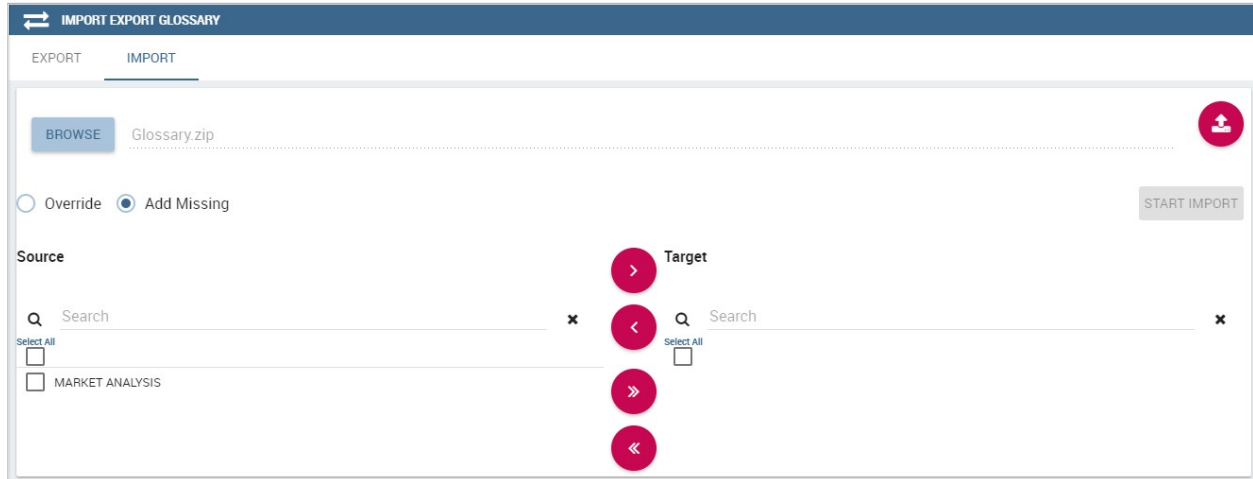 IMPORT EXPORT GLOSSARY
EXPORT IMPORT
BROWSE Glossary.zip
Override Add Missing START IMPORT
Source Target
Search Search
Select All Select All
MARKET ANALYSIS